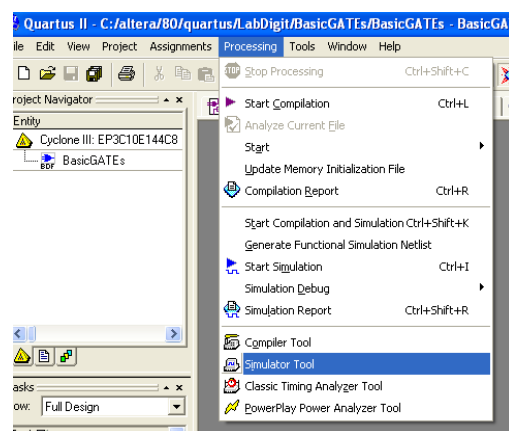 Quartus II - C:/altera/80/quartus/LabDigit/BasicGATEs/BasicGATEs - BasicGA
ile Edit View Project Assignments Processing Tools Window Help
roject Navigator
Entity
Cyclone III: EP3C10E144C8
BDF BasicGATEs
STOP Stop Processing Ctrl+Shift+C
Start Compilation Ctrl+L
Analyze Current File
Start
Update Memory Initialization File
Compilation Report Ctrl+R
Start Compilation and Simulation Ctrl+Shift+K
Generate Functional Simulation Netlist
Start Simulation Ctrl+I
Simulation Debug
Simulation Report Ctrl+Shift+R
Compiler Tool
Simulator Tool
Classic Timing Analyzer Tool
PowerPlay Power Analyzer Tool
asks
ow: Full Design